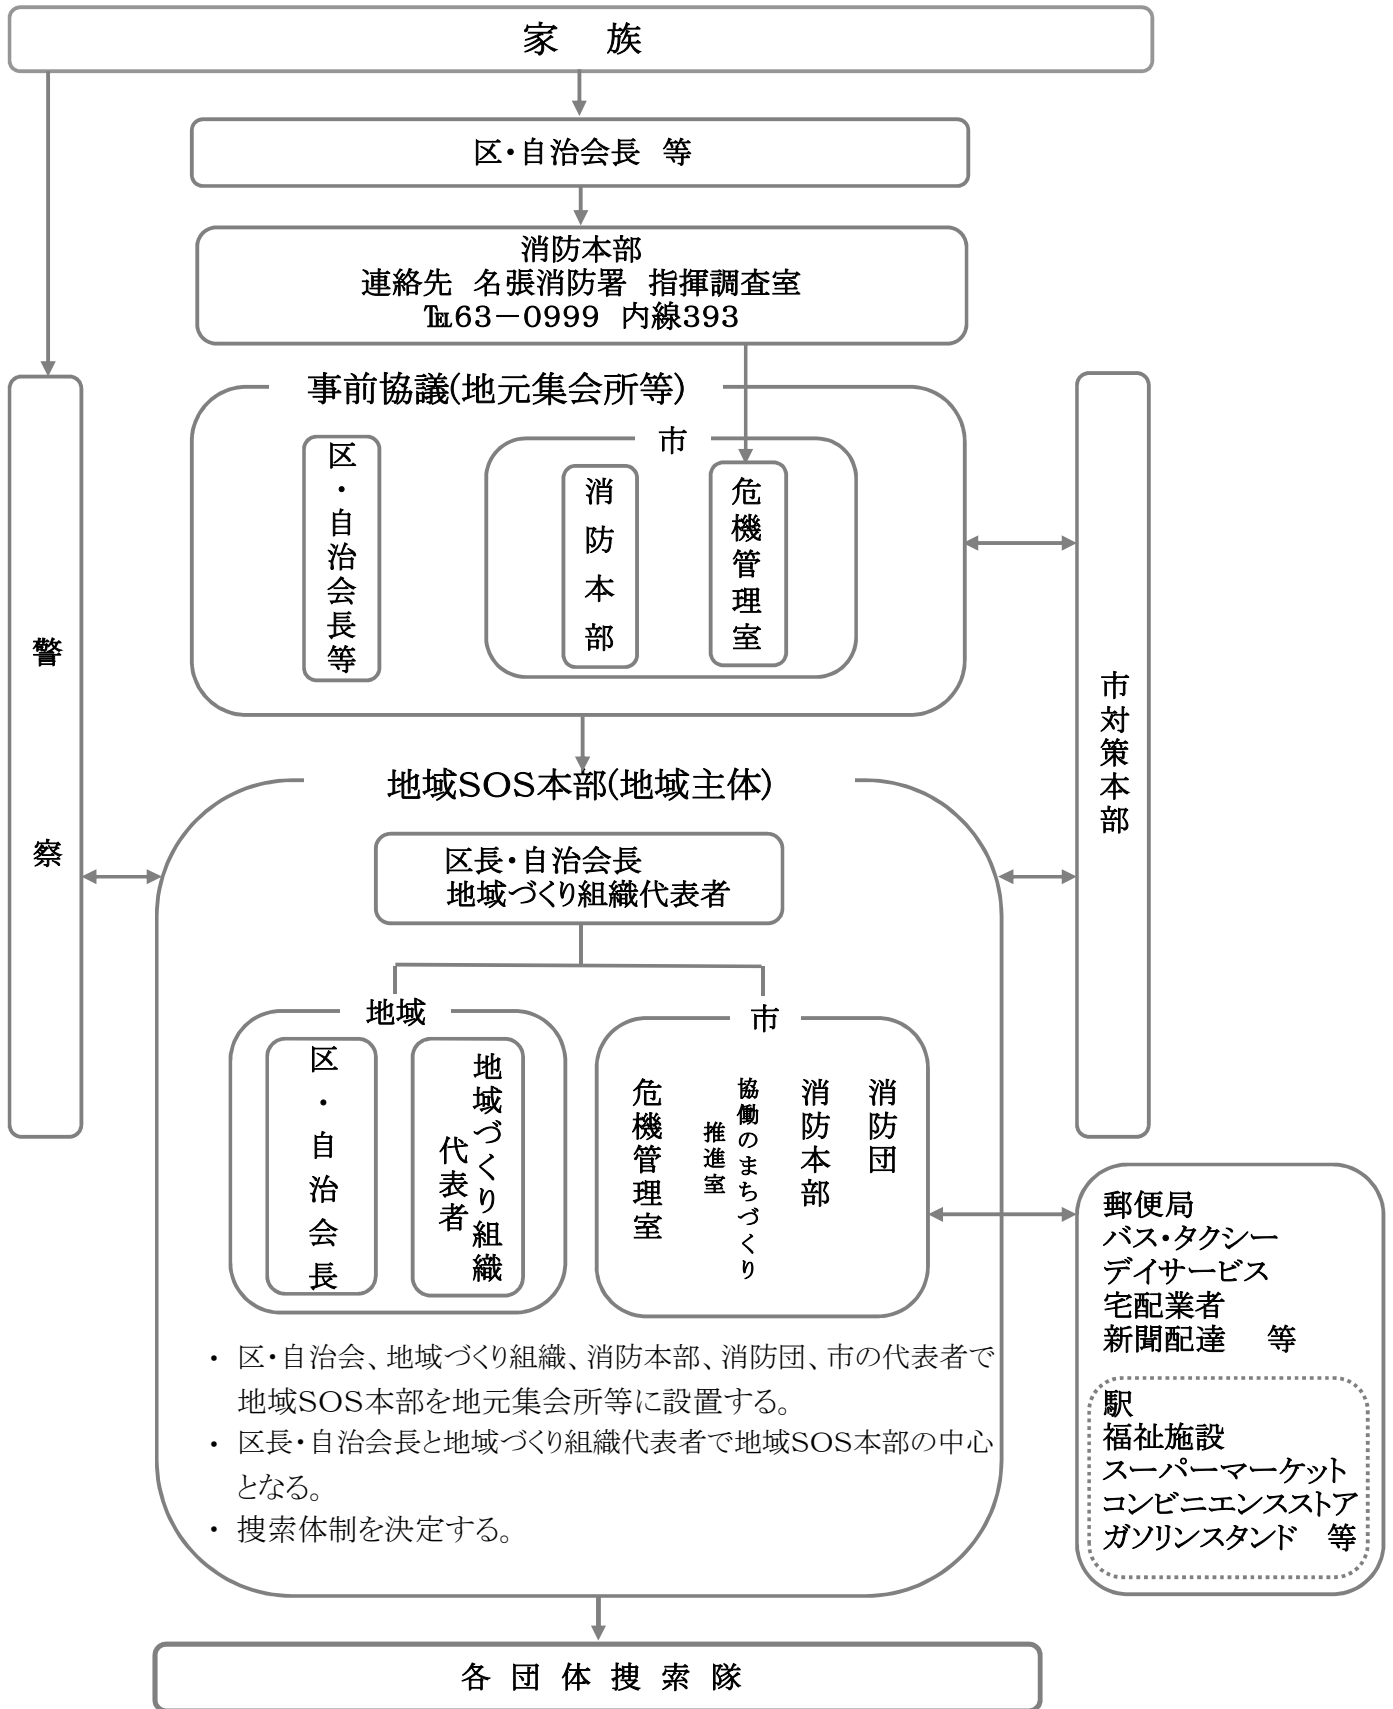 家　族
区・自治会長　等
消防本部
連絡先　名張消防署　指揮調査室
℡63－0999　内線393
事前協議(地元集会所等)
区・自治会長等
市
消防本部
危機管理室
警察
市対策本部
地域SOS本部(地域主体)
区長・自治会長
地域づくり組織代表者
地域
区・自治会長
地域づくり組織
代表者
市
危機管理室
協働のまちづくり
推進室
消防本部
消防団
・ 区・自治会、地域づくり組織、消防本部、消防団、市の代表者で
地域SOS本部を地元集会所等に設置する。
・ 区長・自治会長と地域づくり組織代表者で地域SOS本部の中心
となる。
・ 捜索体制を決定する。
郵便局
バス・タクシー
デイサービス
宅配業者
新聞配達　等
駅
福祉施設
スーパーマーケット
コンビニエンスストア
ガソリンスタンド　等
各団体捜索隊